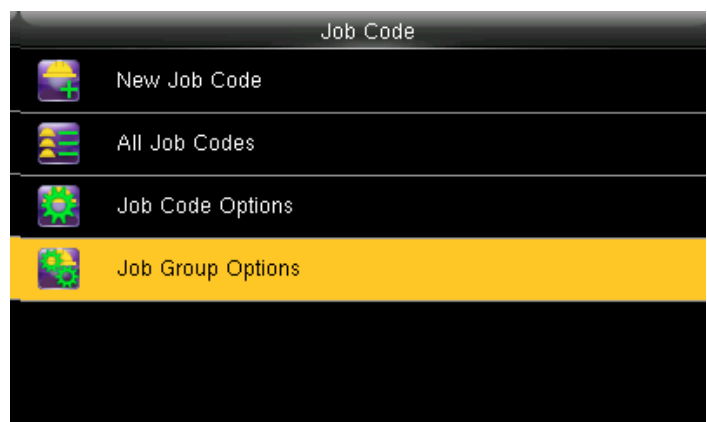 Job Code
New Job Code
All Job Codes
Job Code Options
Job Group Options